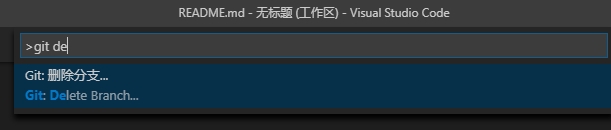 README.md - 无标题 (工作区) - Visual Studio Code
>git de
Git: 删除分支...
Git: Delete Branch...